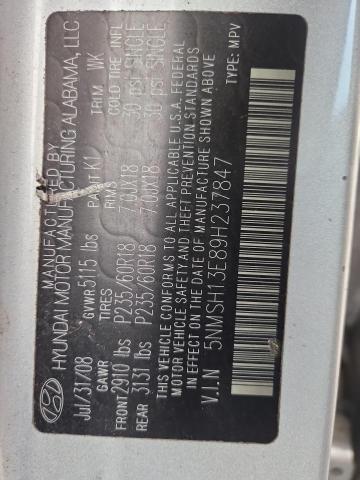 MANUFACTURED BY
HYUNDAI MOTOR MANUFACTURING ALABAMA, LLC
Jul/31/08 GVWR 5115 lbs PAINT K1 TRIM WK
GAWR TIRES RIMS COLD TIRE INFL
FRONT 2910 lbs P235/60R18 7.0JX18 30 PSI SINGLE
REAR 3131 lbs P235/60R18 7.0JX18 30 PSI SINGLE
THIS VEHICLE CONFORMS TO ALL APPLICABLE U.S.A. FEDERAL
MOTOR VEHICLE SAFETY AND THEFT PREVENTION STANDARDS
IN EFFECT ON THE DATE OF MANUFACTURE SHOWN ABOVE
V.I.N 5NMSH13E89H237847 TYPE: MPV